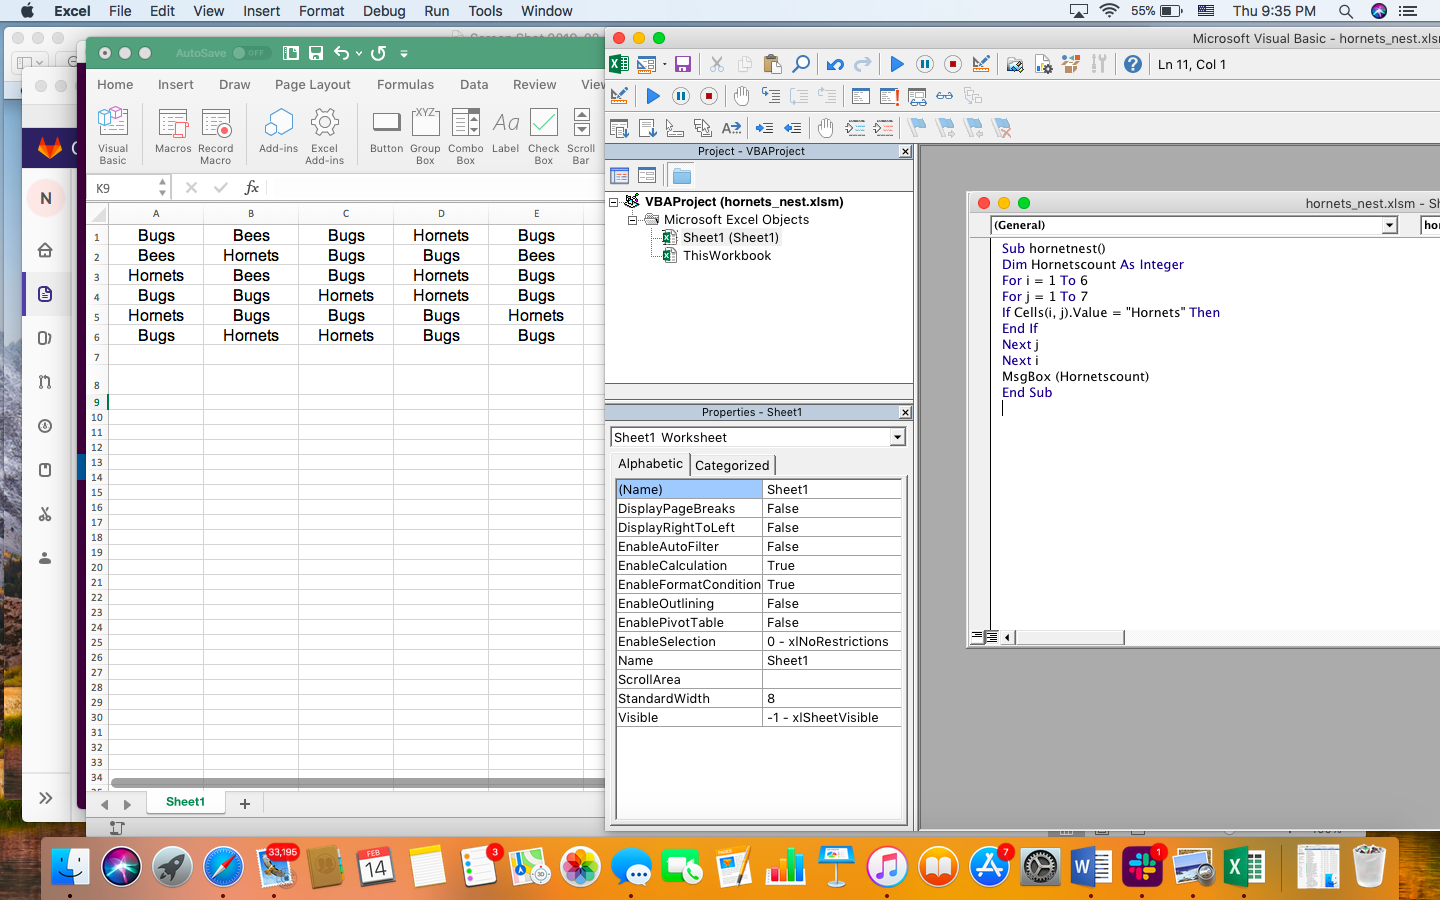 Excel File Edit View Insert Format Debug Run Tools Window 55% Thu 9:35 PM
AutoSave OFF
Microsoft Visual Basic - hornets_nest.xlsm
Ln 11, Col 1
Home Insert Draw Page Layout Formulas Data Review
Visual Basic
Macros
Record Macro
Add-ins
Excel Add-ins
Button
Group Box
Combo Box
Label
Check Box
Scroll Bar
XYZ
Aa
N
K9
fx
A B C D E
1 Bugs Bees Bugs Hornets Bugs
2 Bees Hornets Bugs Bugs Bees
3 Hornets Bees Bugs Hornets Bugs
4 Bugs Bugs Hornets Hornets Bugs
5 Hornets Bugs Bugs Bugs Hornets
6 Bugs Hornets Hornets Bugs Bugs
7
8
9
10
11
12
13
14
15
16
17
18
19
20
21
22
23
24
25
26
27
28
29
30
31
32
33
34
Sheet1
Project - VBAProject
VBAProject (hornets_nest.xlsm)
Microsoft Excel Objects
Sheet1 (Sheet1)
ThisWorkbook
Properties - Sheet1
Sheet1 Worksheet
Alphabetic Categorized
(Name) Sheet1
DisplayPageBreaks False
DisplayRightToLeft False
EnableAutoFilter False
EnableCalculation True
EnableFormatCondition True
EnableOutlining False
EnablePivotTable False
EnableSelection 0 - xlNoRestrictions
Name Sheet1
ScrollArea
StandardWidth 8
Visible -1 - xlSheetVisible
hornets_nest.xlsm - Sh
(General) hor
Sub hornetnest()
Dim Hornetscount As Integer
For i = 1 To 6
For j = 1 To 7
If Cells(i, j).Value = "Hornets" Then
End If
Next j
Next i
MsgBox (Hornetscount)
End Sub
33,195
FEB
14
3
7
1